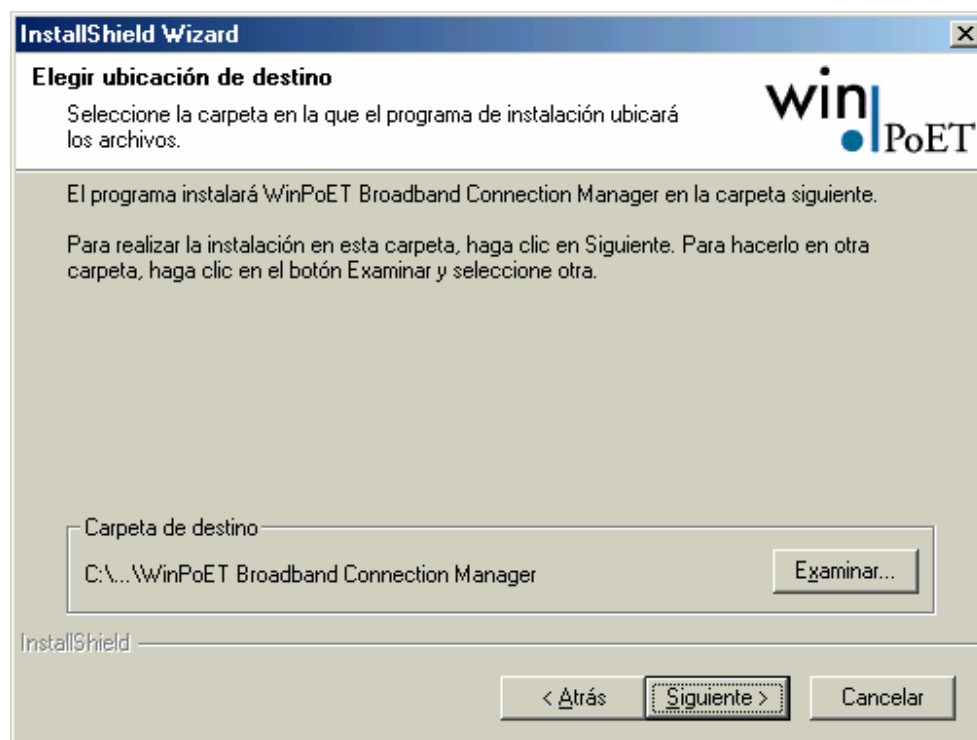 InstallShield Wizard
Elegir ubicación de destino
Seleccione la carpeta en la que el programa de instalación ubicará
los archivos.
win
PoET
El programa instalará WinPoET Broadband Connection Manager en la carpeta siguiente.
Para realizar la instalación en esta carpeta, haga clic en Siguiente. Para hacerlo en otra
carpeta, haga clic en el botón Examinar y seleccione otra.
Carpeta de destino
C:\...\WinPoET Broadband Connection Manager
Examinar...
InstallShield
< Atrás
Siguiente >
Cancelar